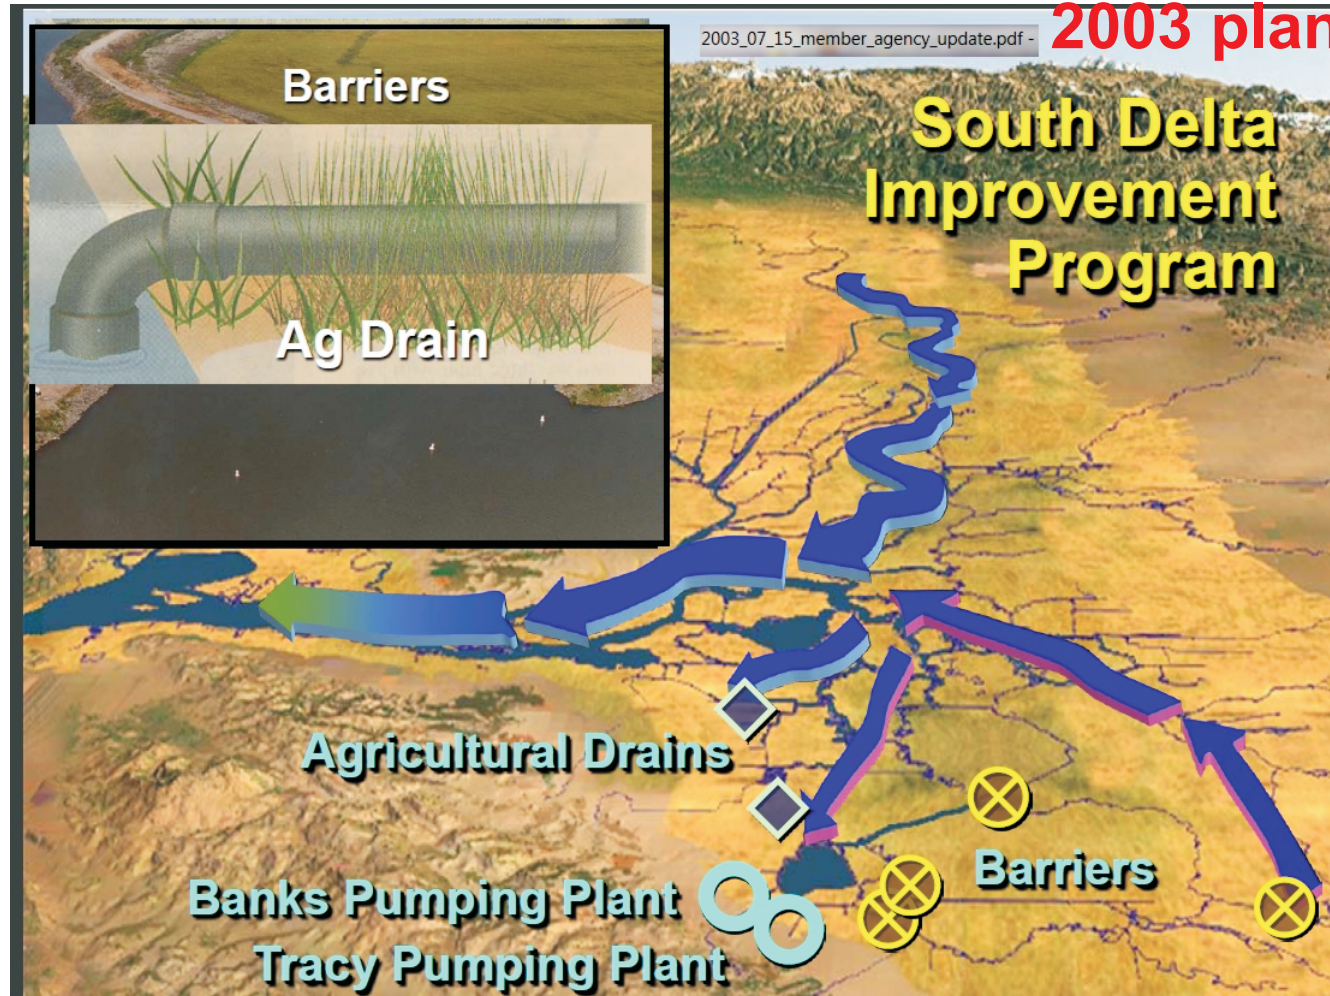 2003_07_15_member_agency_update.pdf -
2003 plan
Barriers
Ag Drain
South Delta
Improvement
Program
Agricultural Drains
Barriers
Banks Pumping Plant
Tracy Pumping Plant